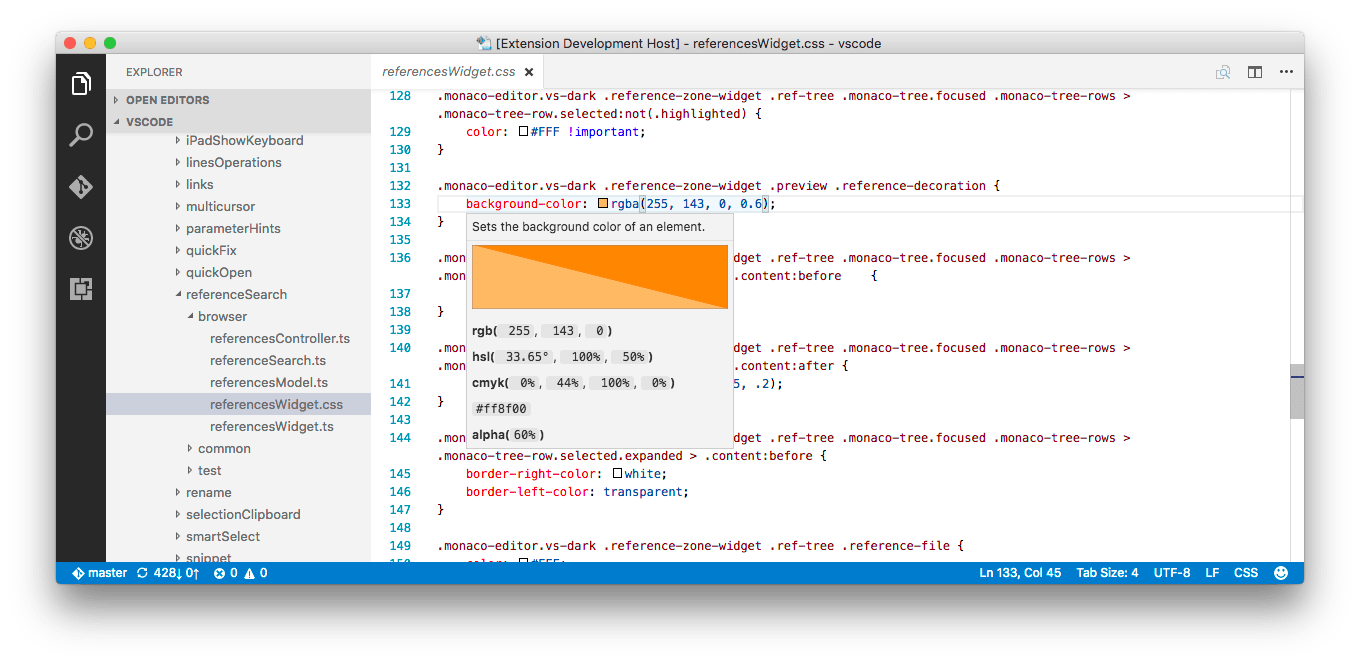 [Extension Development Host] - referencesWidget.css - vscode
EXPLORER
OPEN EDITORS
VSCODE
iPadShowKeyboard
linesOperations
links
multicursor
parameterHints
quickFix
quickOpen
referenceSearch
browser
referencesController.ts
referenceSearch.ts
referencesModel.ts
referencesWidget.css
referencesWidget.ts
common
test
rename
selectionClipboard
smartSelect
snippet
referencesWidget.css
128 .monaco-editor.vs-dark .reference-zone-widget .ref-tree .monaco-tree.focused .monaco-tree-rows >
.monaco-tree-row.selected:not(.highlighted) {
129 color: #FFF !important;
130 }
131
132 .monaco-editor.vs-dark .reference-zone-widget .preview .reference-decoration {
133 background-color: rgba(255, 143, 0, 0.6);
134 }
135
136 .mon dget .ref-tree .monaco-tree.focused .monaco-tree-rows >
.mon .content:before {
137
138 }
139
140 .mon dget .ref-tree .monaco-tree.focused .monaco-tree-rows >
.mon .content:after {
141 5, .2);
142 }
143
144 .mon dget .ref-tree .monaco-tree.focused .monaco-tree-rows >
.monaco-tree-row.selected.expanded > .content:before {
145 border-right-color: white;
146 border-left-color: transparent;
147 }
148
149 .monaco-editor.vs-dark .reference-zone-widget .ref-tree .reference-file {
Sets the background color of an element.
rgb( 255, 143, 0 )
hsl( 33.65°, 100%, 50% )
cmyk( 0%, 44%, 100%, 0% )
#ff8f00
alpha( 60% )
master 428↓ 0↑ 0 0
Ln 133, Col 45 Tab Size: 4 UTF-8 LF CSS